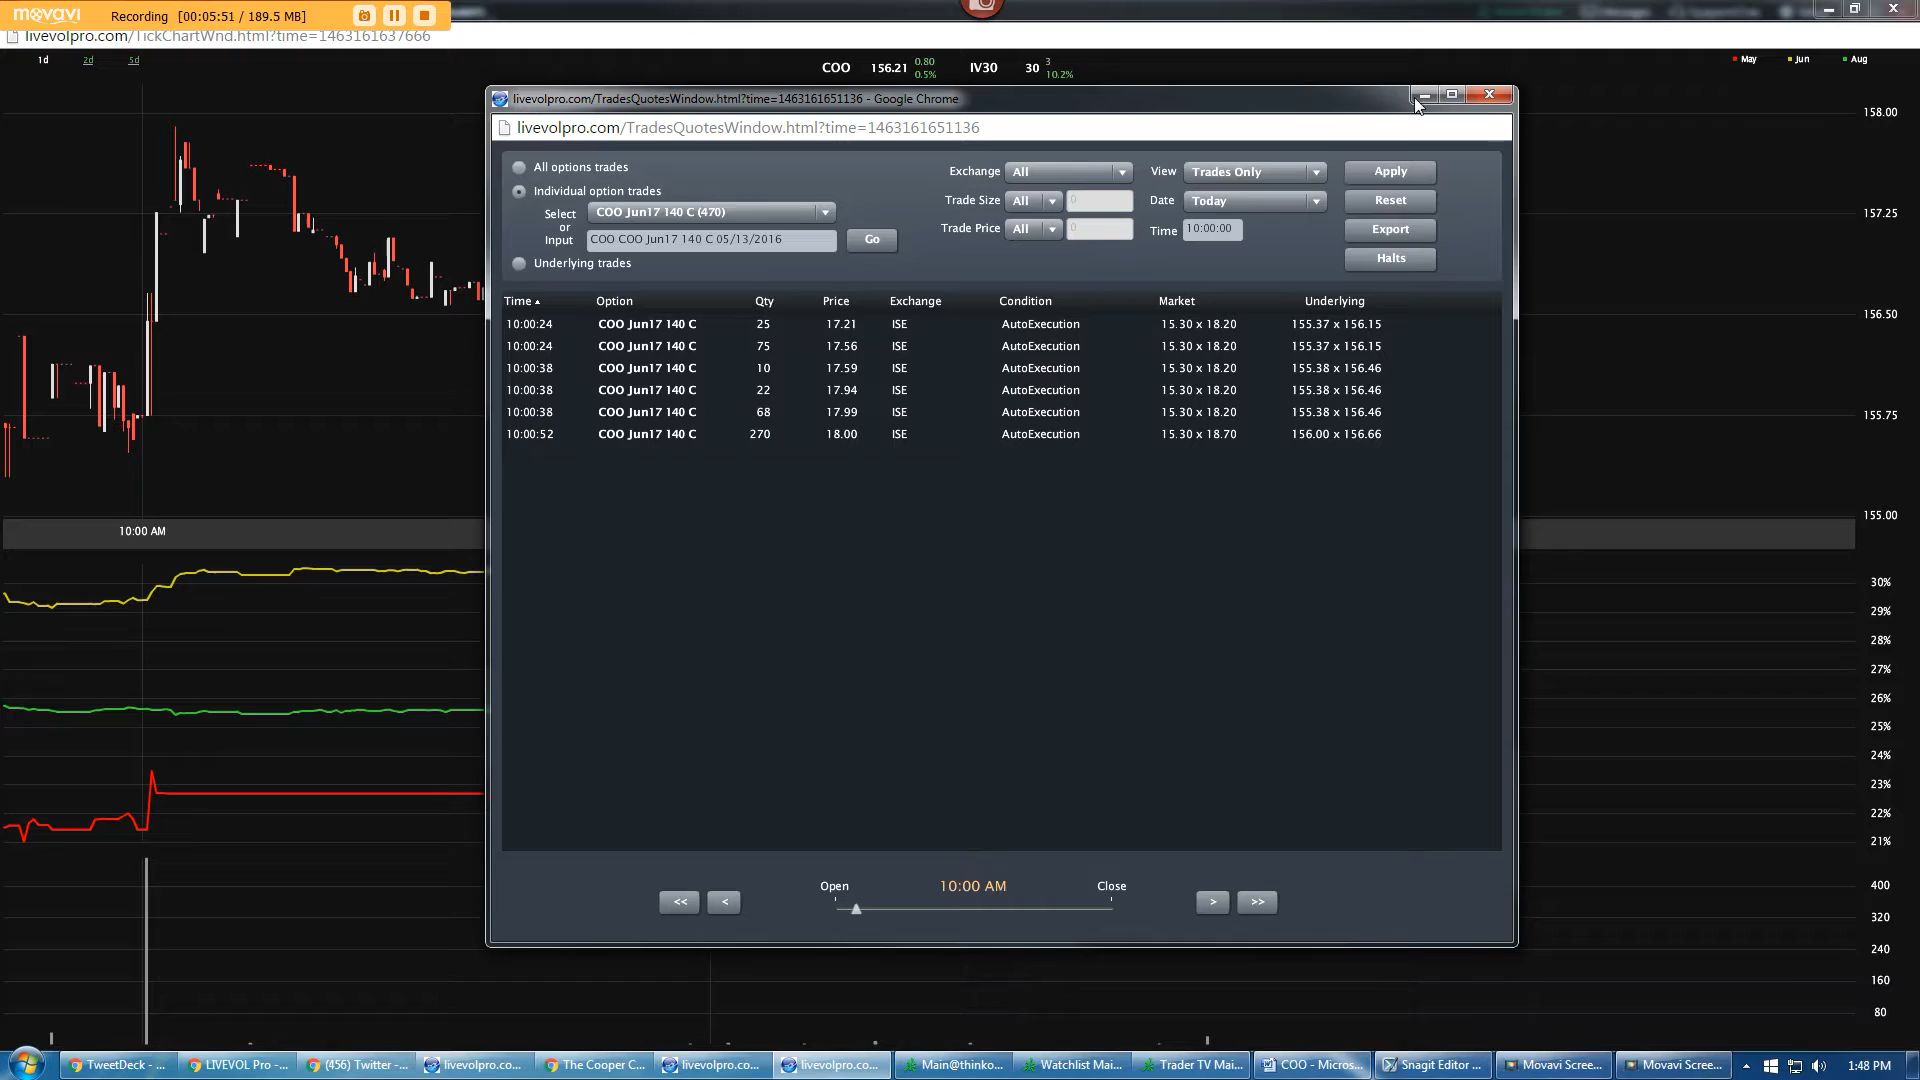 movavi Recording [00:05:51 / 189.5 MB]
livevolpro.com/TickChartWnd.html?time=1463161637666
1d 2d 5d
COO 156.21 0.80 0.5% IV30 30 3 10.2%
May Jun Aug
livevolpro.com/TradesQuotesWindow.html?time=1463161651136 - Google Chrome
livevolpro.com/TradesQuotesWindow.html?time=1463161651136
All options trades
Individual option trades
Select COO Jun17 140 C (470)
or
Input COO COO Jun17 140 C 05/13/2016 Go
Underlying trades
Exchange All View Trades Only Apply
Trade Size All 0 Date Today Reset
Trade Price All 0 Time 10:00:00 Export
Halts
Time Option Qty Price Exchange Condition Market Underlying
10:00:24 COO Jun17 140 C 25 17.21 ISE AutoExecution 15.30 x 18.20 155.37 x 156.15
10:00:24 COO Jun17 140 C 75 17.56 ISE AutoExecution 15.30 x 18.20 155.37 x 156.15
10:00:38 COO Jun17 140 C 10 17.59 ISE AutoExecution 15.30 x 18.20 155.38 x 156.46
10:00:38 COO Jun17 140 C 22 17.94 ISE AutoExecution 15.30 x 18.20 155.38 x 156.46
10:00:38 COO Jun17 140 C 68 17.99 ISE AutoExecution 15.30 x 18.20 155.38 x 156.46
10:00:52 COO Jun17 140 C 270 18.00 ISE AutoExecution 15.30 x 18.70 156.00 x 156.66
Open 10:00 AM Close
<< < > >>
10:00 AM
158.00
157.25
156.50
155.75
155.00
30%
29%
28%
27%
26%
25%
24%
23%
22%
21%
400
320
240
160
80
TweetDeck - ... LIVEVOL Pro -... (456) Twitter -... livevolpro.co... The Cooper C... livevolpro.co... livevolpro.co... Main@thinko... Watchlist Mai... Trader TV Mai... COO - Micros... Snagit Editor ... Movavi Scree... Movavi Scree... 1:48 PM